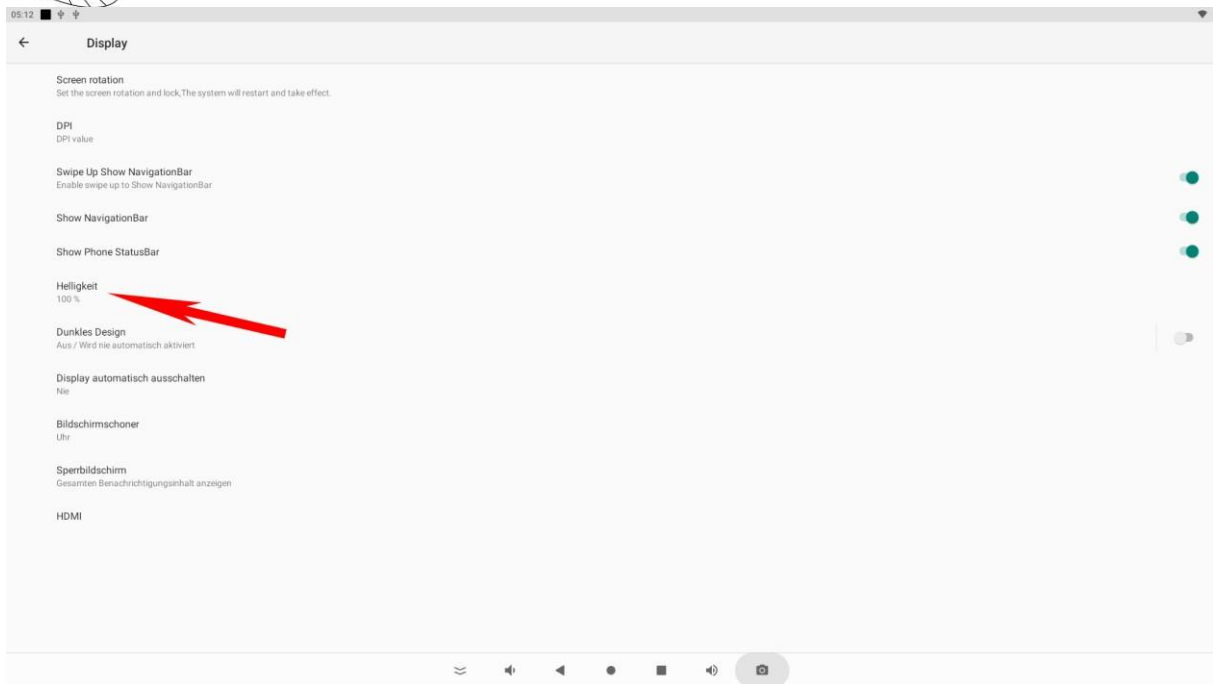 05:12
Display
Screen rotation
Set the screen rotation and lock,The system will restart and take effect.
DPI
DPI value
Swipe Up Show NavigationBar
Enable swipe up to Show NavigationBar
Show NavigationBar
Show Phone StatusBar
Helligkeit
100 %
Dunkles Design
Aus / Wird nie automatisch aktiviert
Display automatisch ausschalten
Nie
Bildschirmschoner
Uhr
Sperrbildschirm
Gesamten Benachrichtigungsinhalt anzeigen
HDMI